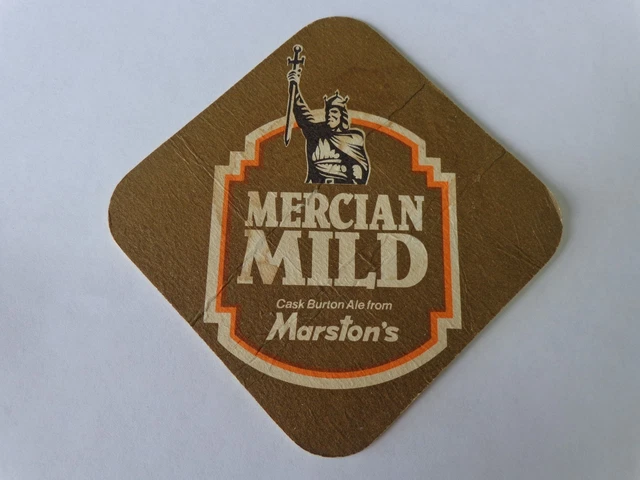 MERCIAN
MILD
Cask Burton Ale from
Marston's